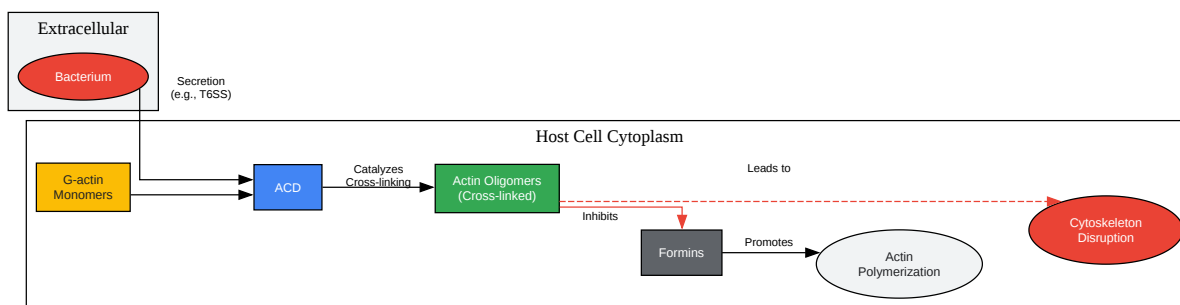 Extracellular
Bacterium
Secretion
(e.g., T6SS)
Host Cell Cytoplasm
G-actin
Monomers
ACD
Catalyzes
Cross-linking
Actin Oligomers
(Cross-linked)
Leads to
Inhibits
Cytoskeleton
Disruption
Formins
Promotes
Actin
Polymerization